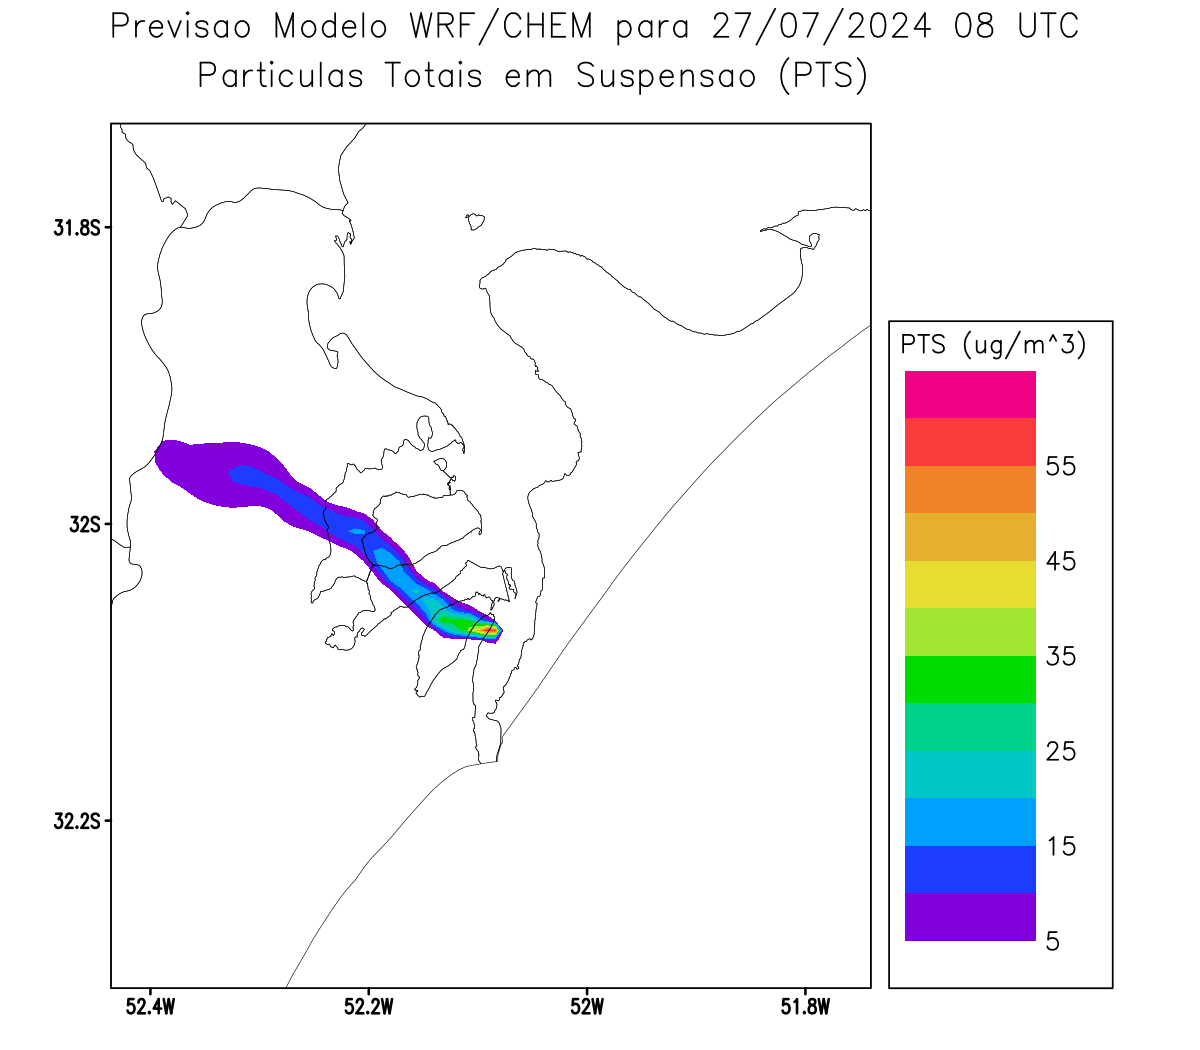 Previsao Modelo WRF/CHEM para 27/07/2024 08 UTC
Particulas Totais em Suspensao (PTS)
31.8S
32S
32.2S
52.4W
52.2W
52W
51.8W
PTS (ug/m^3)
55
45
35
25
15
5